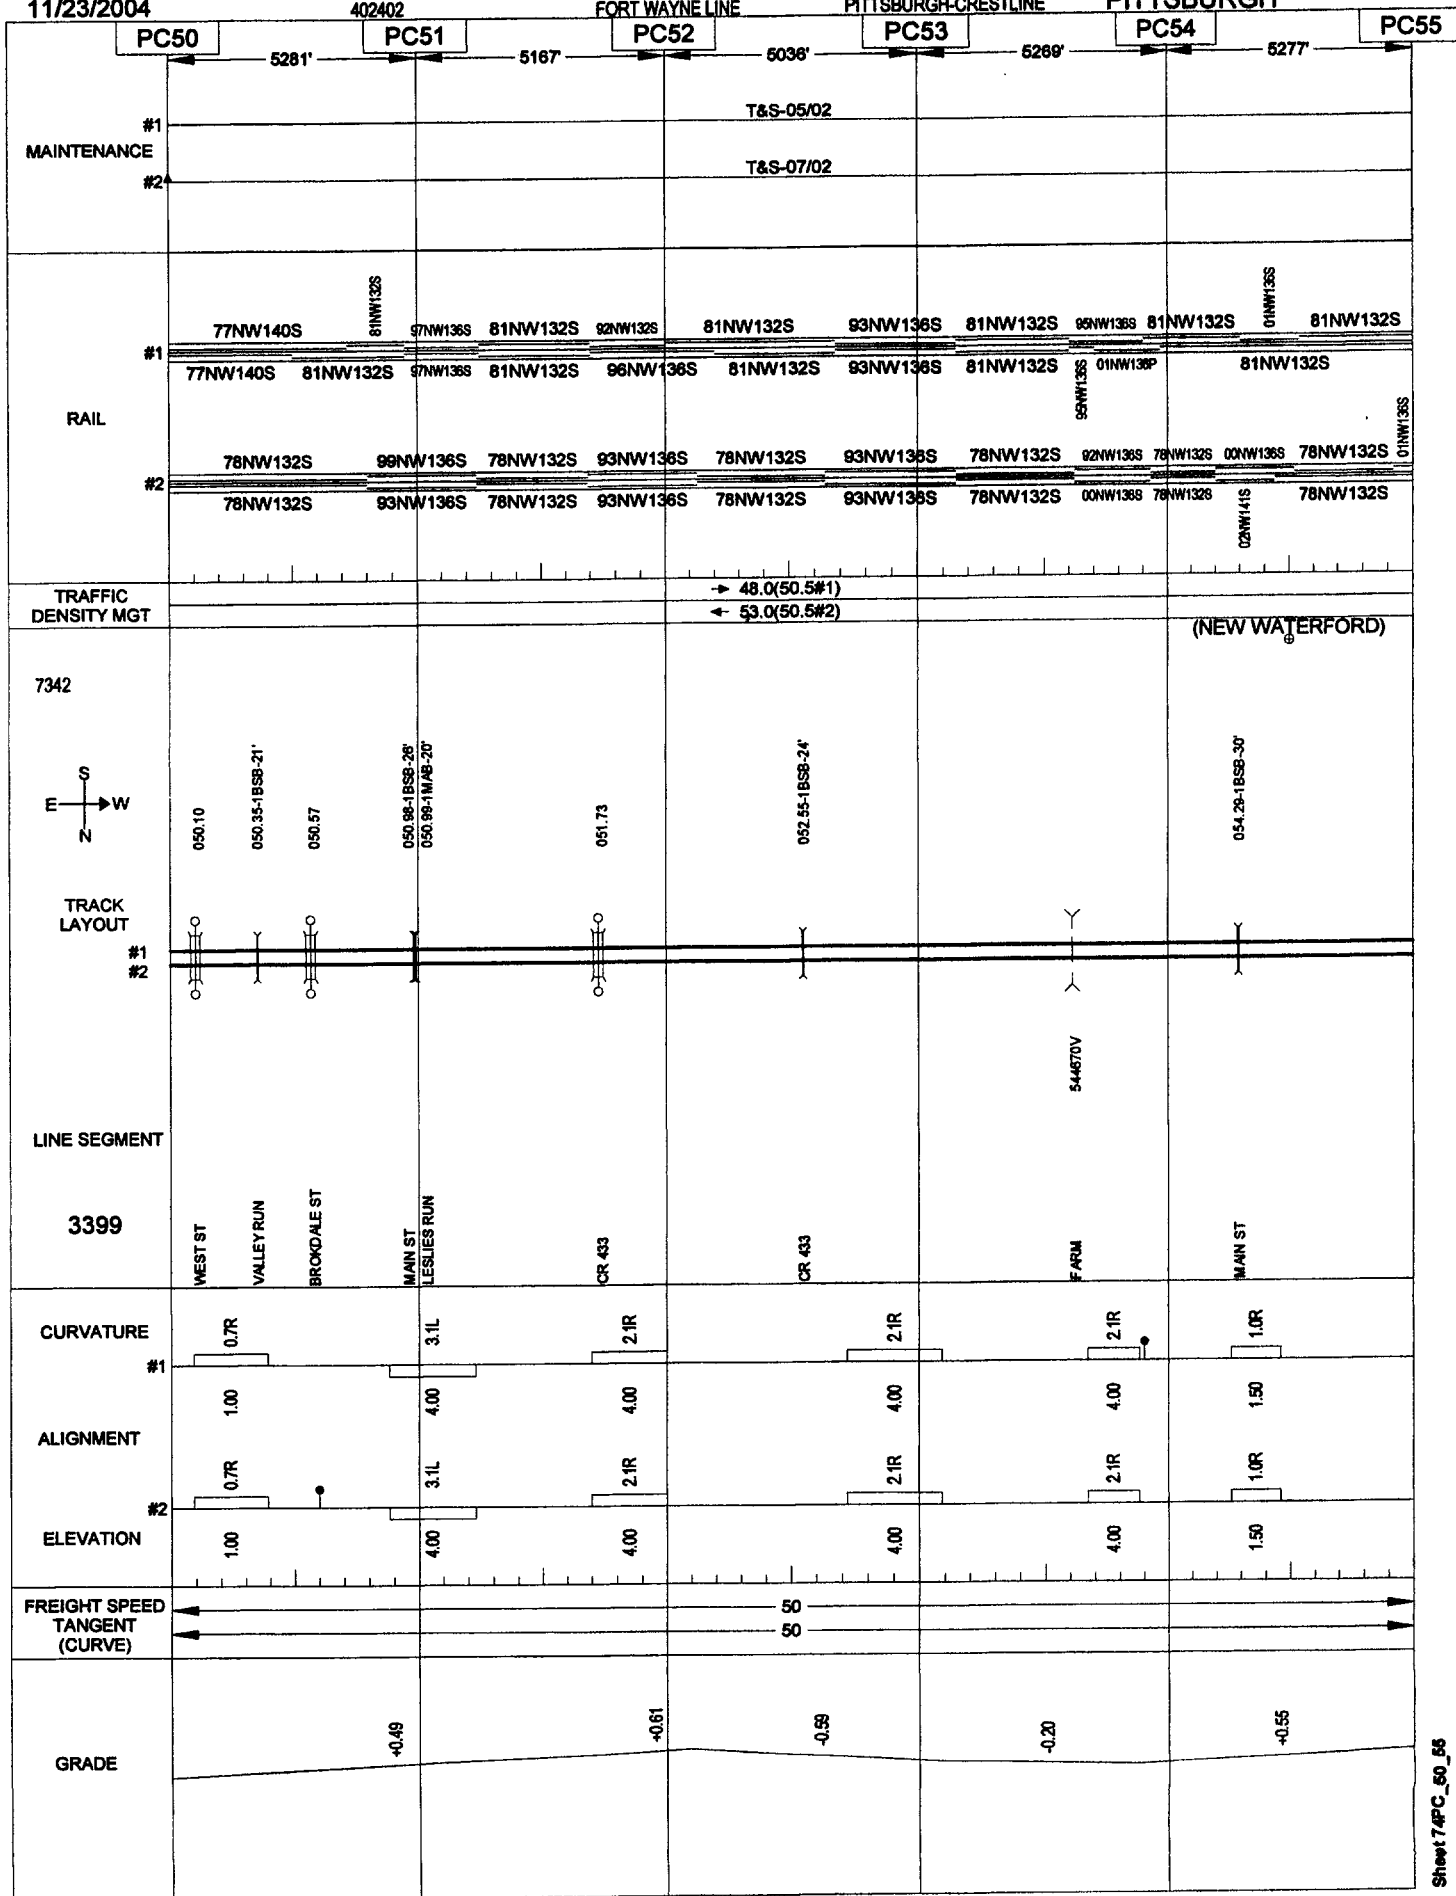 11/23/2004 402402 FORT WAYNE LINE PITTSBURGH-CRESTLINE PITTSBURGH
PC50 PC51 PC52 PC53 PC54 PC55
5281' 5167' 5036' 5269' 5277'
#1 T&S-05/02
MAINTENANCE
#2 T&S-07/02
81NW132S 01NW136S
77NW140S 97NW136S 81NW132S 92NW132S 81NW132S 93NW136S 81NW132S 95NW136S 81NW132S 81NW132S
#1
77NW140S 81NW132S 97NW136S 81NW132S 96NW136S 81NW132S 93NW136S 81NW132S 95NW136S 01NW136P 81NW132S
RAIL
01NW136S
78NW132S 99NW136S 78NW132S 93NW136S 78NW132S 93NW136S 78NW132S 92NW136S 78NW132S 00NW136S 78NW132S
#2
78NW132S 93NW136S 78NW132S 93NW136S 78NW132S 93NW136S 78NW132S 00NW136S 78NW132S 02NW141S 78NW132S
TRAFFIC
DENSITY MGT
→ 48.0(50.5#1)
← 53.0(50.5#2)
(NEW WATERFORD)
7342
S
E W
N
050.10
050.35-1BSB-21'
050.57
050.98-1BSB-26'
050.99-1MAB-20'
051.73
052.55-1BSB-24'
054.29-1BSB-30'
TRACK
LAYOUT
#1
#2
544670V
LINE SEGMENT
3399
WEST ST
VALLEY RUN
BROKDALE ST
MAIN ST
LESLIES RUN
CR 433
CR 433
FARM
MAIN ST
CURVATURE
0.7R 3.1L 2.1R 2.1R 2.1R 1.0R
#1
1.00 4.00 4.00 4.00 4.00 1.50
ALIGNMENT
0.7R 3.1L 2.1R 2.1R 2.1R 1.0R
#2
ELEVATION
1.00 4.00 4.00 4.00 4.00 1.50
FREIGHT SPEED
TANGENT
(CURVE)
50
50
GRADE
+0.49 +0.61 -0.59 -0.20 +0.55
Sheet74PC_50_55